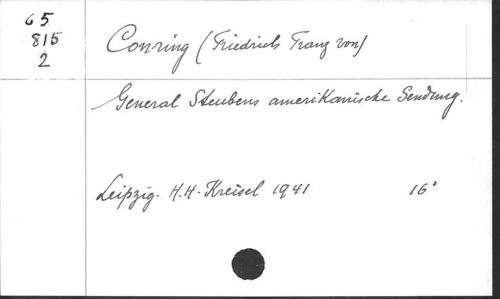 65
815
2
Conring (Friedrich Franz von)
General Steubens amerikanische Sendung.
Leipzig. H.H. Kreisel 1941 16°